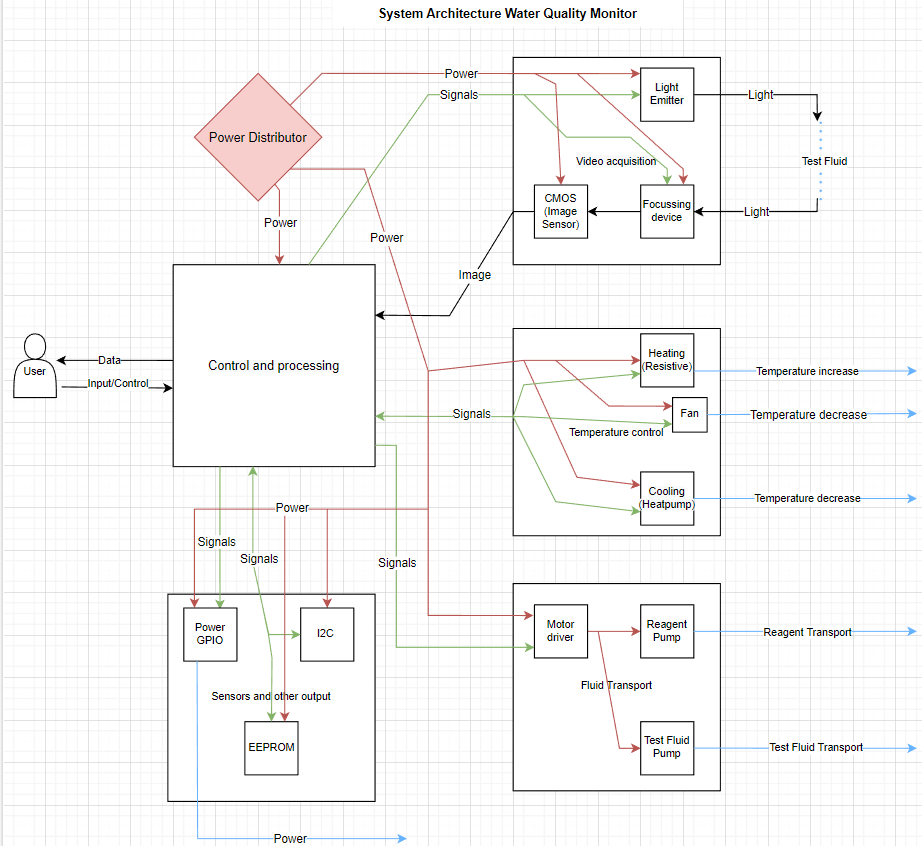 System Architecture Water Quality Monitor
Power
Signals
Light
Emitter
Light
Power Distributor
Video acquisition
Test Fluid
CMOS
(Image
Sensor)
Focussing
device
Light
Power
Power
Image
Control and processing
User
Data
Input/Control
Heating
(Resistive)
Temperature increase
Signals
Fan
Temperature decrease
Temperature control
Cooling
(Heatpump)
Temperature decrease
Power
Signals
Signals
Signals
Power
GPIO
I2C
Motor
driver
Reagent
Pump
Reagent Transport
Sensors and other output
Fluid Transport
EEPROM
Test Fluid
Pump
Test Fluid Transport
Power